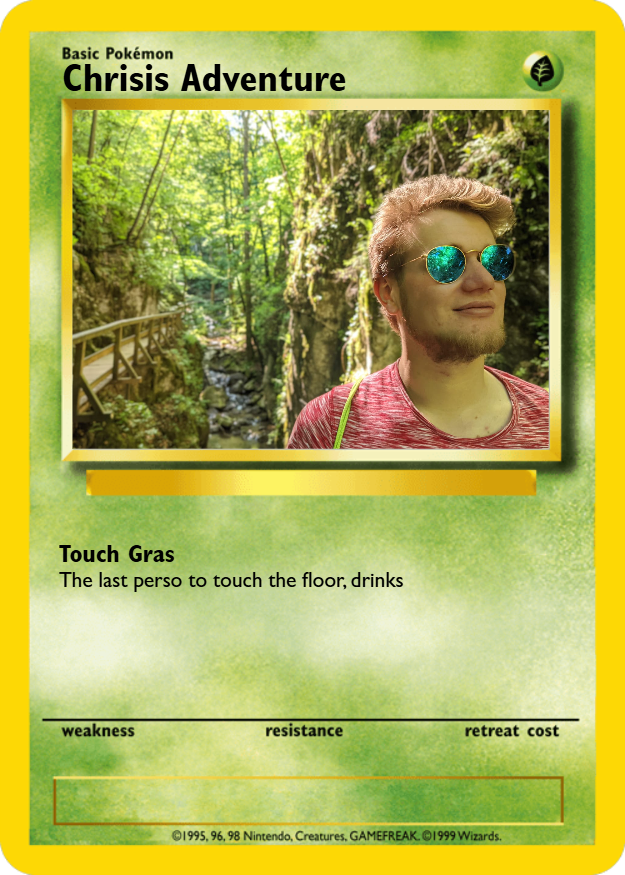 Basic Pokémon
Chrisis Adventure
Touch Gras
The last perso to touch the floor, drinks
weakness resistance retreat cost
©1995, 96, 98 Nintendo, Creatures, GAMEFREAK. ©1999 Wizards.